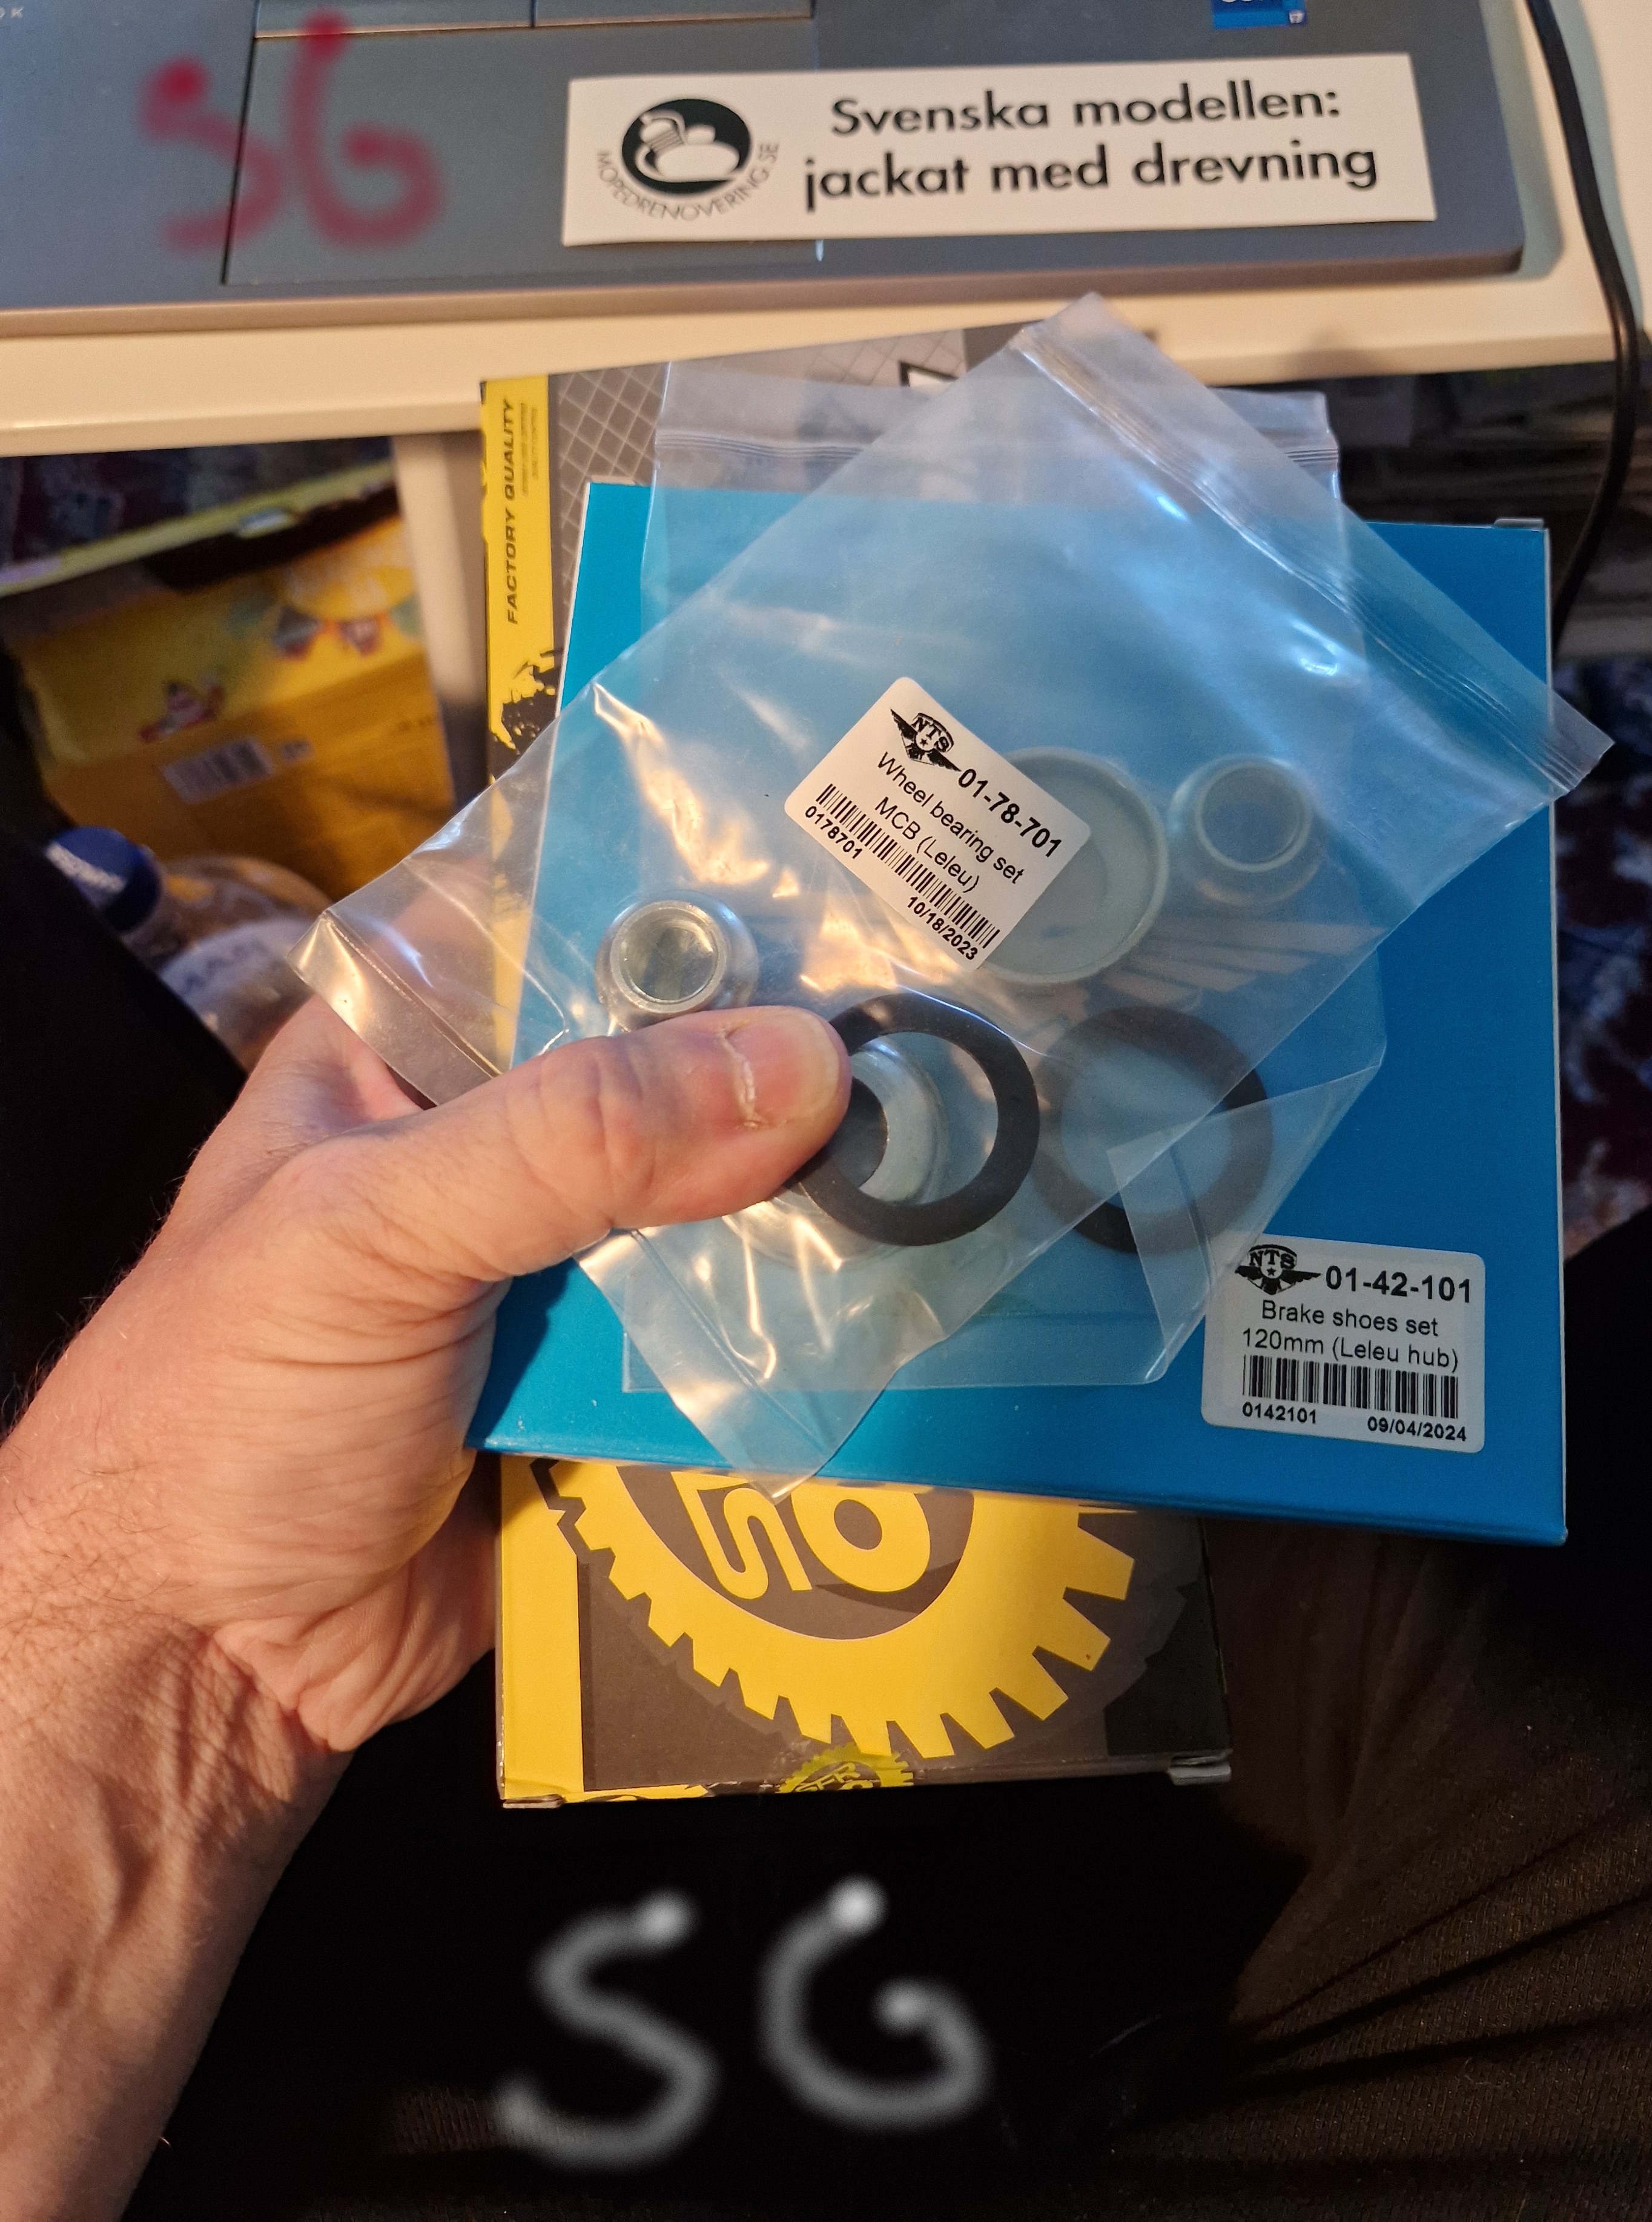 SG
MOPEDRENOVERING.SE
Svenska modellen:
jackat med drevning
FACTORY QUALITY
NTS
01-78-701
Wheel bearing set
MCB (Leleu)
0178701 10/18/2023
NTS
01-42-101
Brake shoes set
120mm (Leleu hub)
0142101 09/04/2024
SG